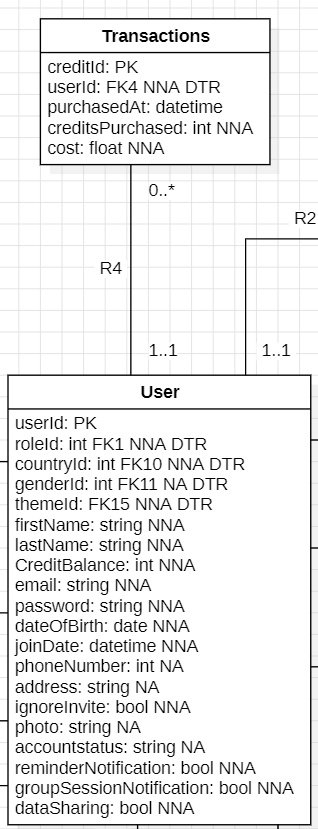 Transactions
creditId: PK
userId: FK4 NNA DTR
purchasedAt: datetime
creditsPurchased: int NNA
cost: float NNA
0..*
R2
R4
1..1
1..1
User
userId: PK
roleId: int FK1 NNA DTR
countryId: int FK10 NNA DTR
genderId: int FK11 NA DTR
themeId: FK15 NNA DTR
firstName: string NNA
lastName: string NNA
CreditBalance: int NNA
email: string NNA
password: string NNA
dateOfBirth: date NNA
joinDate: datetime NNA
phoneNumber: int NA
address: string NA
ignoreInvite: bool NNA
photo: string NA
accountstatus: string NA
reminderNotification: bool NNA
groupSessionNotification: bool NNA
dataSharing: bool NNA